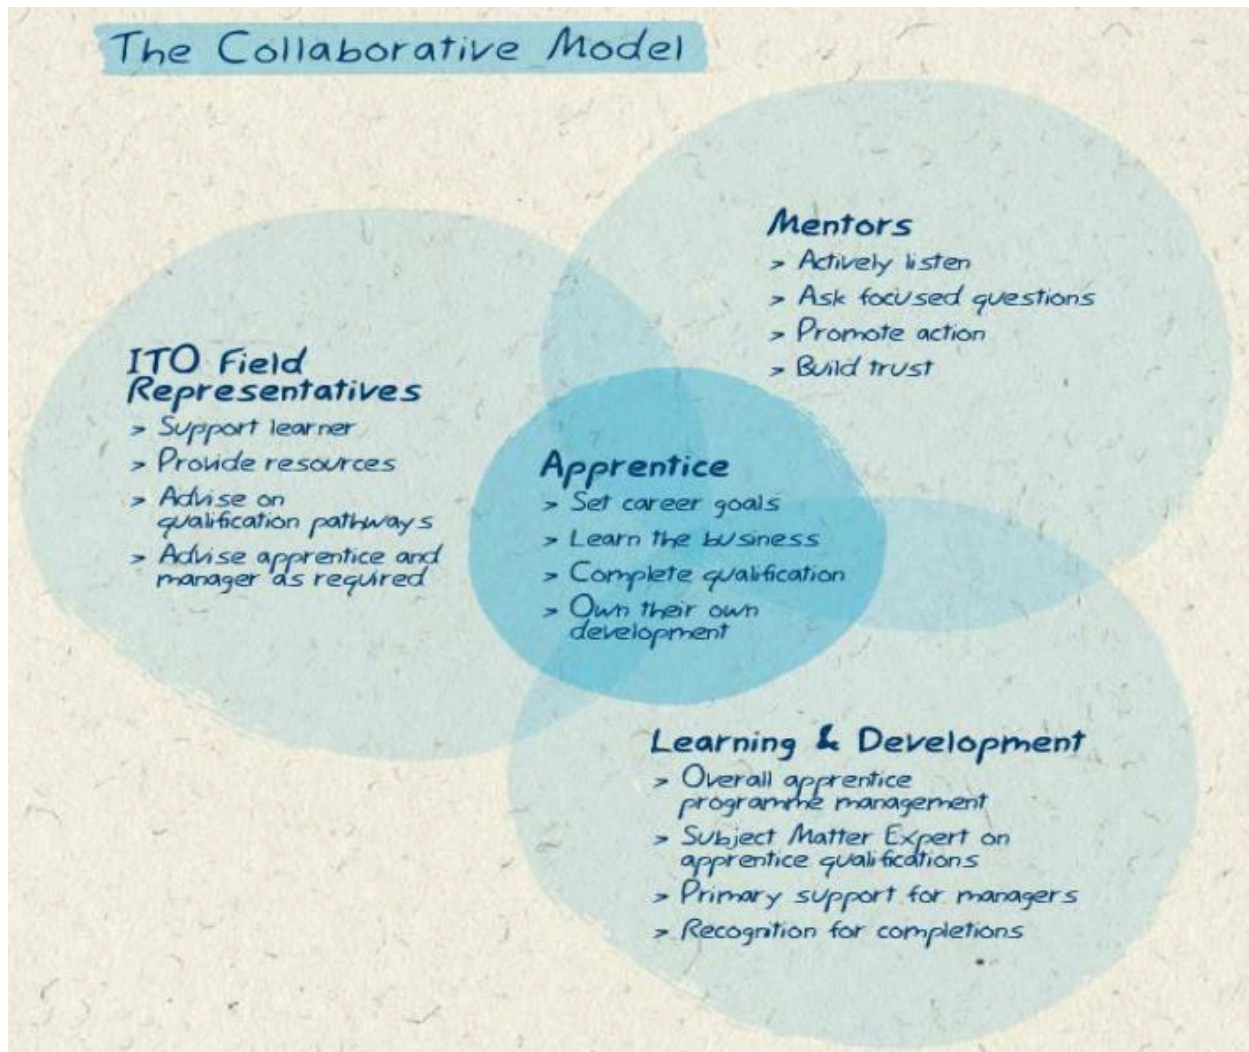 The Collaborative Model
Mentors
> Actively listen
> Ask focused questions
> Promote action
> Build trust
ITO Field
Representatives
> Support learner
> Provide resources
> Advise on
qualification pathways
> Advise apprentice and
manager as required
Apprentice
> Set career goals
> Learn the business
> Complete qualification
> Own their own
development
Learning & Development
> Overall apprentice
programme management
> Subject Matter Expert on
apprentice qualifications
> Primary support for managers
> Recognition for completions